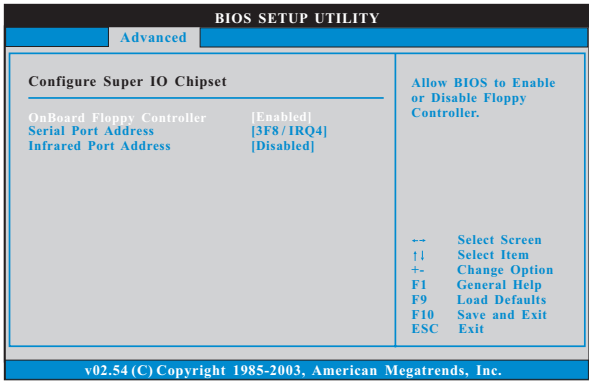 BIOS SETUP UTILITY
Advanced
Configure Super IO Chipset
OnBoard Floppy Controller [Enabled]
Serial Port Address [3F8 / IRQ4]
Infrared Port Address [Disabled]
Allow BIOS to Enable
or Disable Floppy
Controller.
←→ Select Screen
↑↓ Select Item
+- Change Option
F1 General Help
F9 Load Defaults
F10 Save and Exit
ESC Exit
v02.54 (C) Copyright 1985-2003, American Megatrends, Inc.